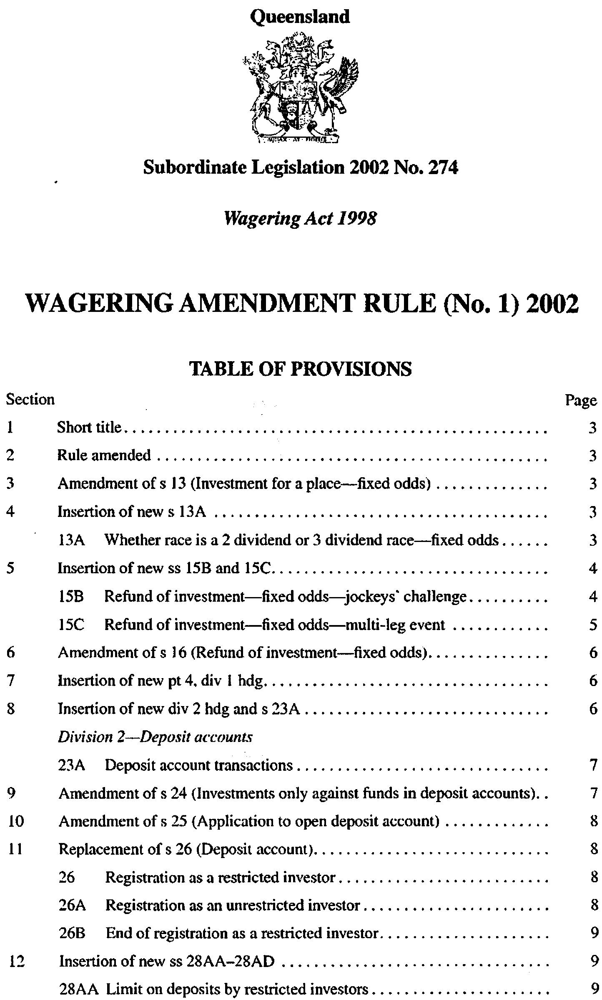 Queensland
AUDAX · AT · FIDELIS
Subordinate Legislation 2002 No. 274
Wagering Act 1998
WAGERING AMENDMENT RULE (No. 1) 2002
TABLE OF PROVISIONS
Section Page
1 Short title. . . . . . . . . . . . . . . . . . . . 3
2 Rule amended . . . . . . . . . . . . . . . . . . . . 3
3 Amendment of s 13 (Investment for a place—fixed odds) . . . . . . . . . . . . . . 3
4 Insertion of new s 13A . . . . . . . . . . . . . . . . . . . . 3
13A Whether race is a 2 dividend or 3 dividend race—fixed odds . . . . . . 3
5 Insertion of new ss 15B and 15C. . . . . . . . . . . . . . . . . . . . 4
15B Refund of investment—fixed odds—jockeys' challenge. . . . . . . . . . 4
15C Refund of investment—fixed odds—multi-leg event . . . . . . . . . . . . 5
6 Amendment of s 16 (Refund of investment—fixed odds). . . . . . . . . . . . . . . 6
7 Insertion of new pt 4, div 1 hdg. . . . . . . . . . . . . . . . . . . . 6
8 Insertion of new div 2 hdg and s 23A . . . . . . . . . . . . . . . . . . . . 6
Division 2—Deposit accounts
23A Deposit account transactions . . . . . . . . . . . . . . . . . . . . 7
9 Amendment of s 24 (Investments only against funds in deposit accounts). . 7
10 Amendment of s 25 (Application to open deposit account) . . . . . . . . . . . . . 8
11 Replacement of s 26 (Deposit account). . . . . . . . . . . . . . . . . . . . 8
26 Registration as a restricted investor . . . . . . . . . . . . . . . . . . . . 8
26A Registration as an unrestricted investor . . . . . . . . . . . . . . . . . . . . 8
26B End of registration as a restricted investor. . . . . . . . . . . . . . . . . . . . 9
12 Insertion of new ss 28AA–28AD . . . . . . . . . . . . . . . . . . . . 9
28AA Limit on deposits by restricted investors . . . . . . . . . . . . . . . . . . . . 9